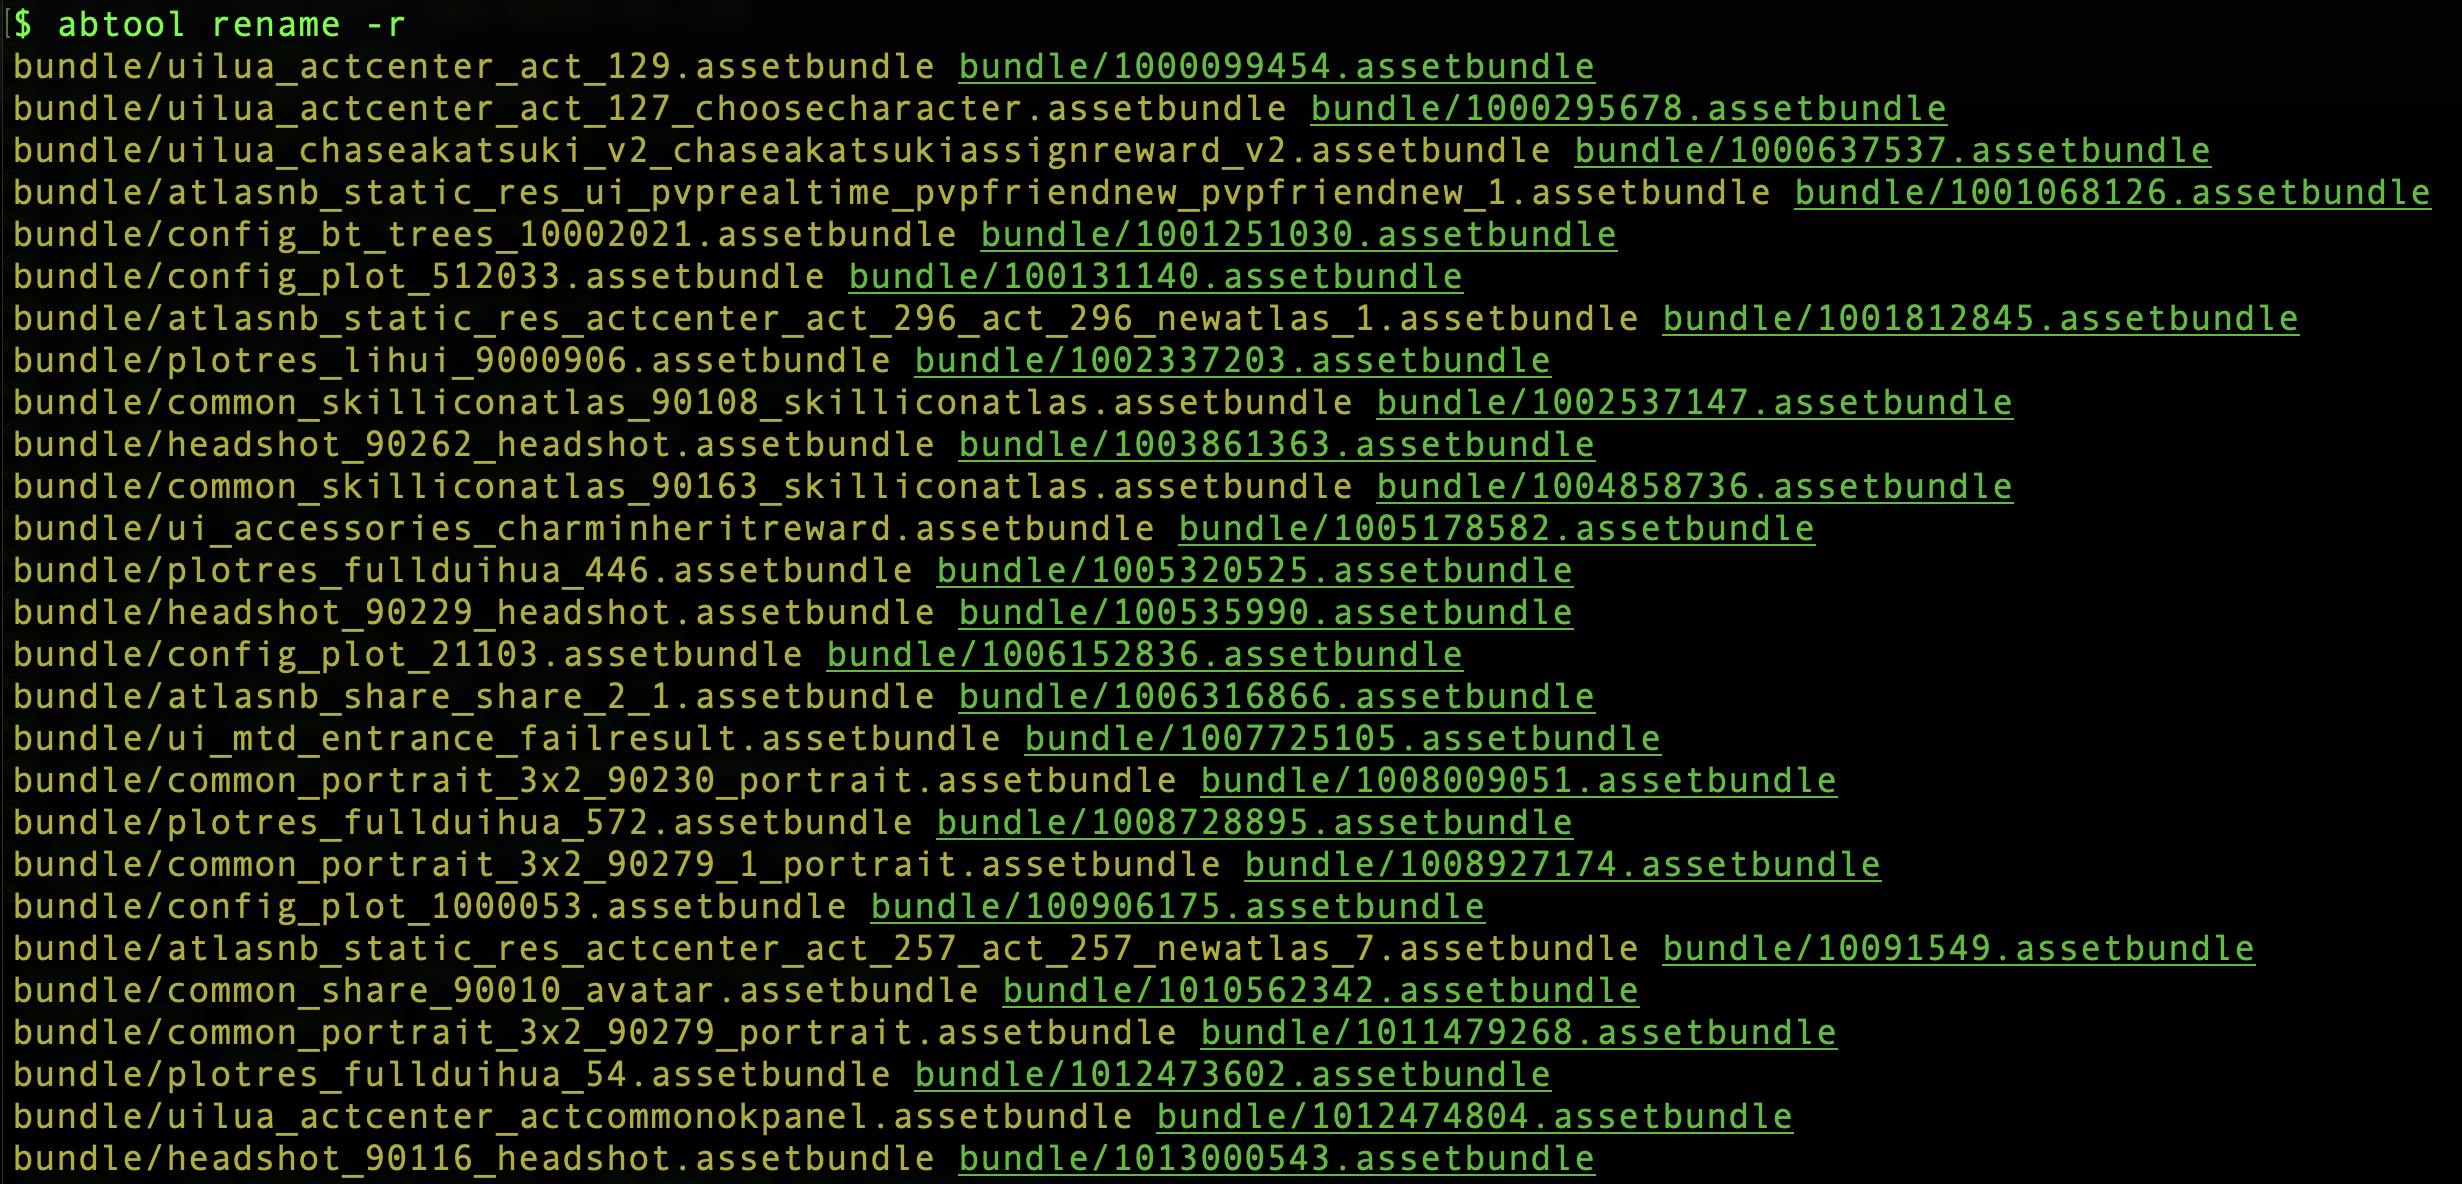 $ abtool rename -r
bundle/uilua_actcenter_act_129.assetbundle bundle/1000099454.assetbundle
bundle/uilua_actcenter_act_127_choosecharacter.assetbundle bundle/1000295678.assetbundle
bundle/uilua_chaseakatsuki_v2_chaseakatsukiassignreward_v2.assetbundle bundle/1000637537.assetbundle
bundle/atlasnb_static_res_ui_pvprealtime_pvpfriendnew_pvpfriendnew_1.assetbundle bundle/1001068126.assetbundle
bundle/config_bt_trees_10002021.assetbundle bundle/1001251030.assetbundle
bundle/config_plot_512033.assetbundle bundle/100131140.assetbundle
bundle/atlasnb_static_res_actcenter_act_296_act_296_newatlas_1.assetbundle bundle/1001812845.assetbundle
bundle/plotres_lihui_9000906.assetbundle bundle/1002337203.assetbundle
bundle/common_skilliconatlas_90108_skilliconatlas.assetbundle bundle/1002537147.assetbundle
bundle/headshot_90262_headshot.assetbundle bundle/1003861363.assetbundle
bundle/common_skilliconatlas_90163_skilliconatlas.assetbundle bundle/1004858736.assetbundle
bundle/ui_accessories_charminheritreward.assetbundle bundle/1005178582.assetbundle
bundle/plotres_fullduihua_446.assetbundle bundle/1005320525.assetbundle
bundle/headshot_90229_headshot.assetbundle bundle/100535990.assetbundle
bundle/config_plot_21103.assetbundle bundle/1006152836.assetbundle
bundle/atlasnb_share_share_2_1.assetbundle bundle/1006316866.assetbundle
bundle/ui_mtd_entrance_failresult.assetbundle bundle/1007725105.assetbundle
bundle/common_portrait_3x2_90230_portrait.assetbundle bundle/1008009051.assetbundle
bundle/plotres_fullduihua_572.assetbundle bundle/1008728895.assetbundle
bundle/common_portrait_3x2_90279_1_portrait.assetbundle bundle/1008927174.assetbundle
bundle/config_plot_1000053.assetbundle bundle/100906175.assetbundle
bundle/atlasnb_static_res_actcenter_act_257_act_257_newatlas_7.assetbundle bundle/10091549.assetbundle
bundle/common_share_90010_avatar.assetbundle bundle/1010562342.assetbundle
bundle/common_portrait_3x2_90279_portrait.assetbundle bundle/1011479268.assetbundle
bundle/plotres_fullduihua_54.assetbundle bundle/1012473602.assetbundle
bundle/uilua_actcenter_actcommonokpanel.assetbundle bundle/1012474804.assetbundle
bundle/headshot_90116_headshot.assetbundle bundle/1013000543.assetbundle